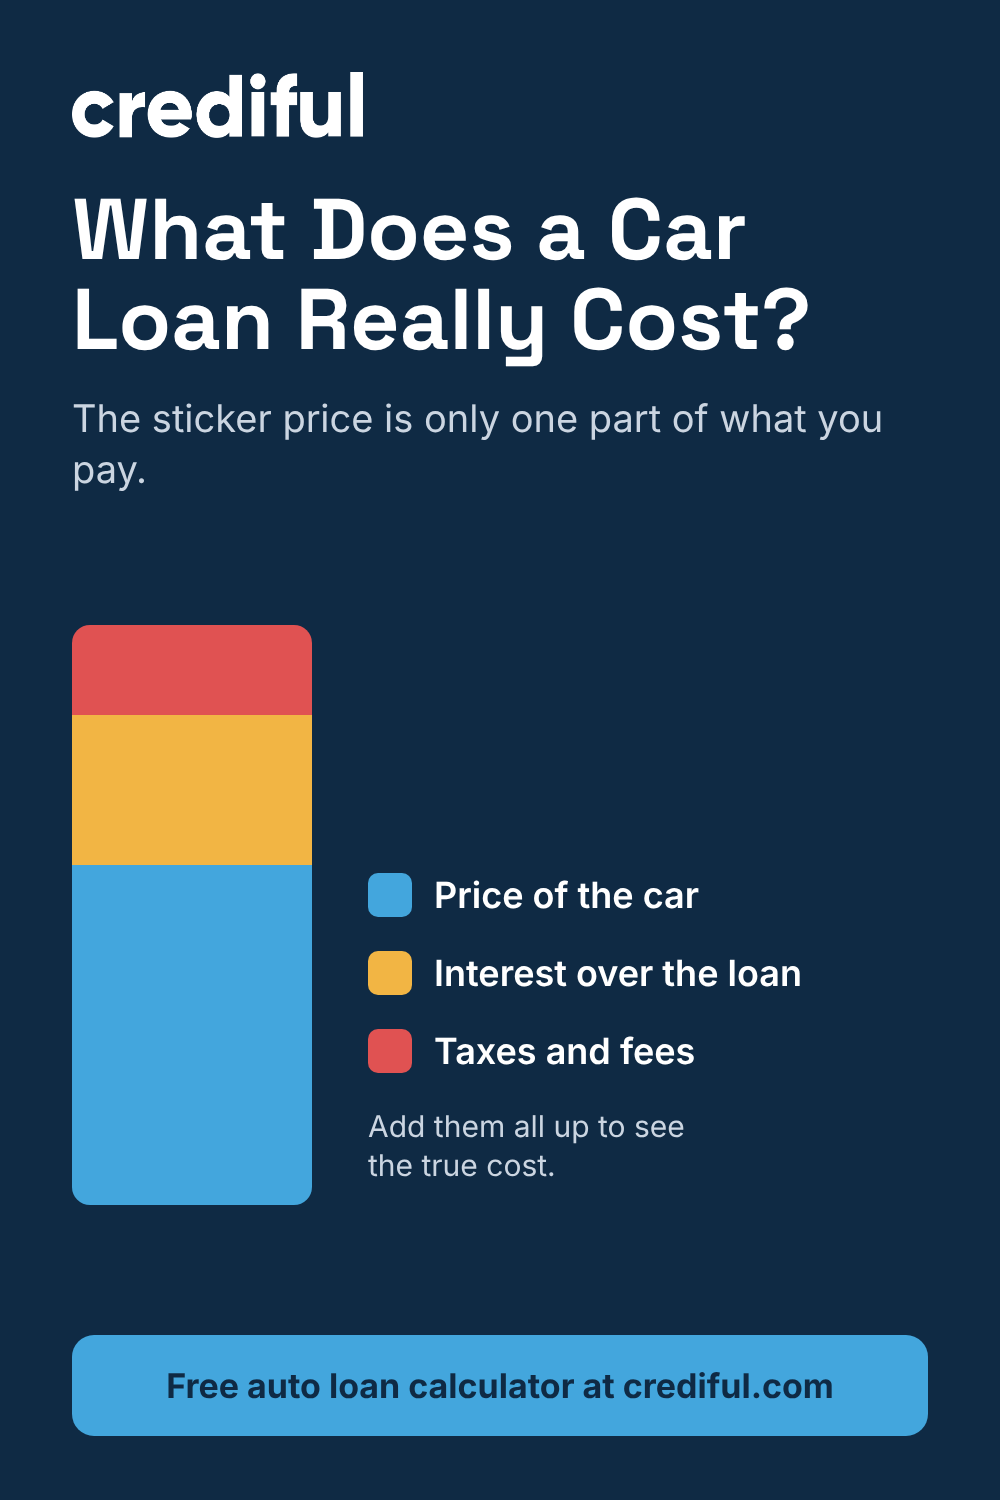 crediful
What Does a Car
Loan Really Cost?
The sticker price is only one part of what you
pay.
Price of the car
Interest over the loan
Taxes and fees
Add them all up to see
the true cost.
Free auto loan calculator at crediful.com